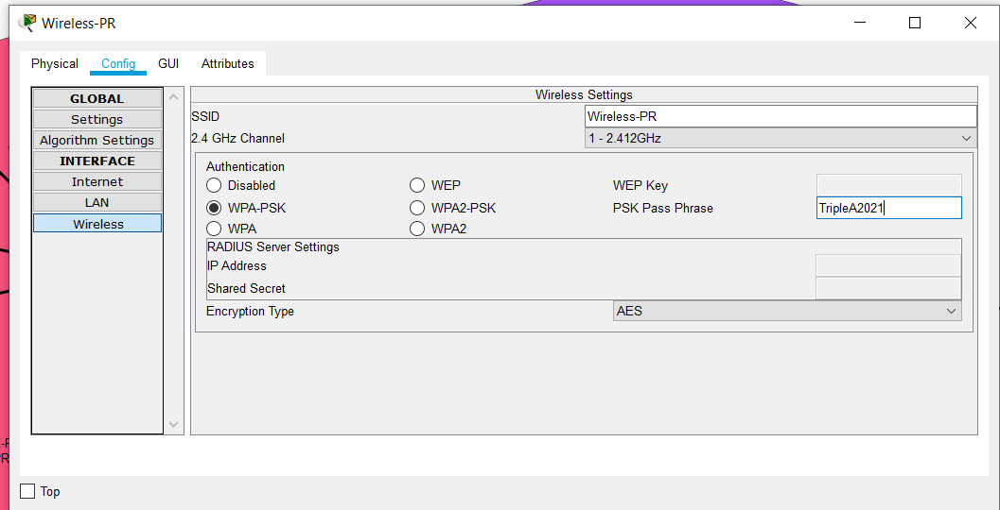 Wireless-PR
Physical Config GUI Attributes
GLOBAL
Settings
Algorithm Settings
INTERFACE
Internet
LAN
Wireless
Wireless Settings
SSID Wireless-PR
2.4 GHz Channel 1 - 2.412GHz
Authentication
Disabled WEP WEP Key
WPA-PSK WPA2-PSK PSK Pass Phrase TripleA2021
WPA WPA2
RADIUS Server Settings
IP Address
Shared Secret
Encryption Type AES
Top